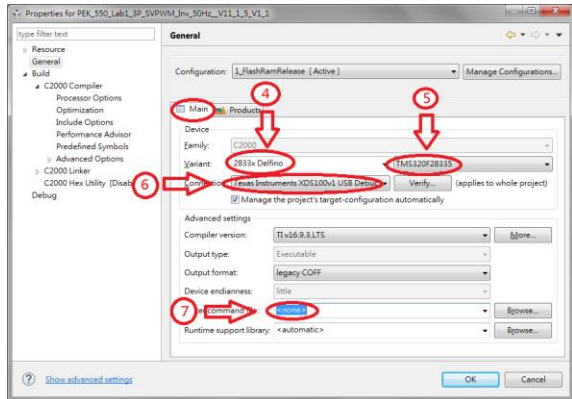 Properties for PEK_550_Lab1_3P_SVPWM_Inv_50Hz__V11_1_5_V1_1
type filter text
General
Resource
General
Build
C2000 Compiler
Processor Options
Optimization
Include Options
Performance Advisor
Predefined Symbols
Advanced Options
C2000 Linker
C2000 Hex Utility [Disab
Debug
Configuration: 1_FlashRamRelease [ Active ]
Manage Configurations...
4
5
Main
Products
Device
Family: C2000
Variant: 2833x Delfino TMS320F28335
6
Connection: Texas Instruments XDS100v1 USB Debug Verify... (applies to whole project)
Manage the project's target-configuration automatically
Advanced settings
Compiler version: TI v16.9.3.LTS More...
Output type: Executable
Output format: legacy COFF
Device endianness: little
7
command file: <none> Browse...
Runtime support library: <automatic> Browse...
Show advanced settings
OK
Cancel